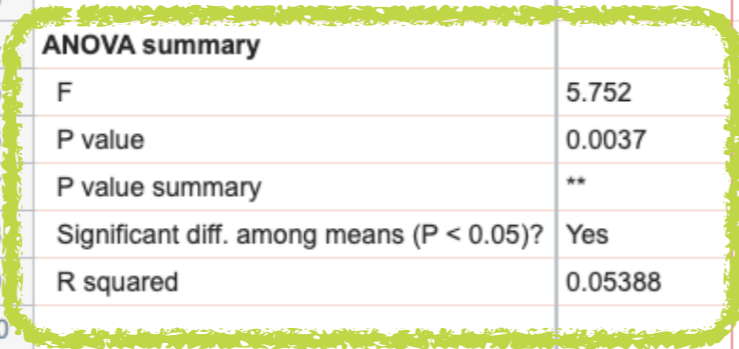 ANOVA summary
F 5.752
P value 0.0037
P value summary **
Significant diff. among means (P < 0.05)? Yes
R squared 0.05388